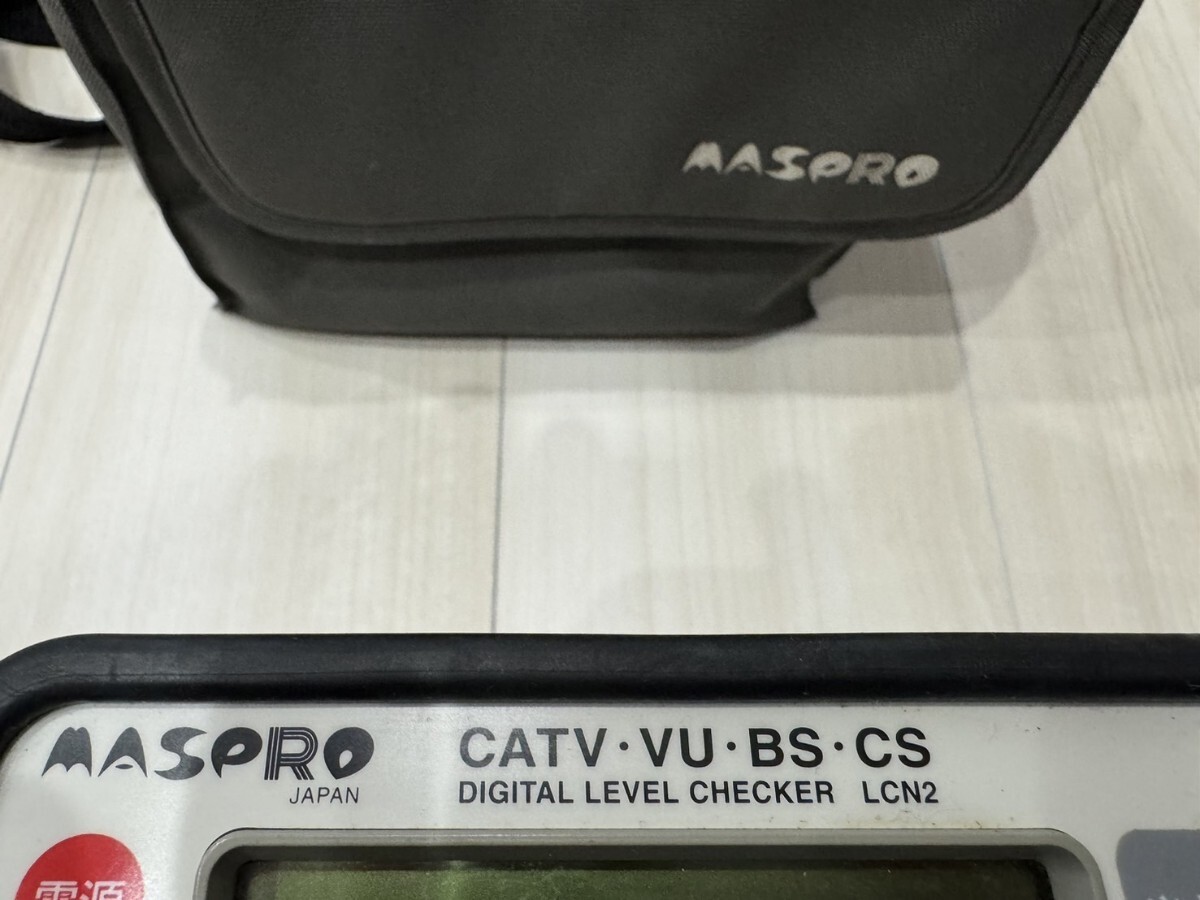 MASPRO
MASPRO
JAPAN
CATV・VU・BS・CS
DIGITAL LEVEL CHECKER LCN2
電源